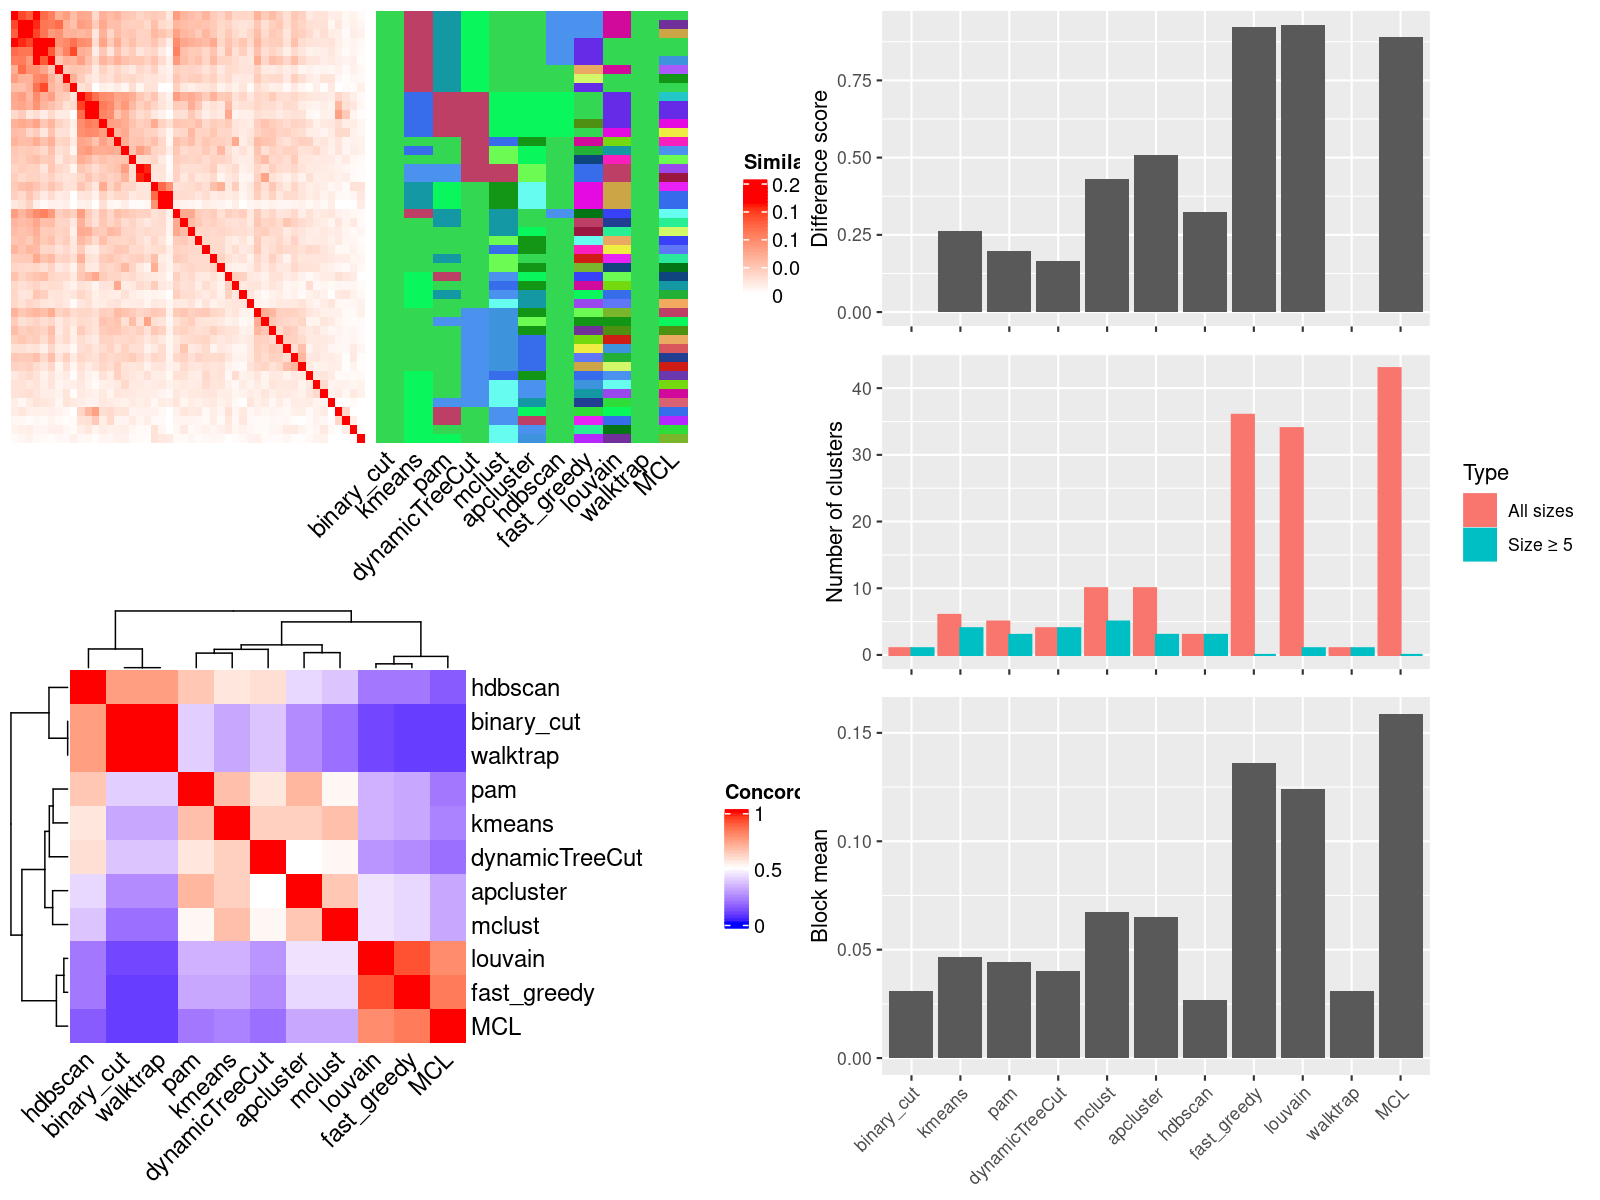 Simila
0.2
0.1
0.1
0.0
0
binary_cut
kmeans
pam
dynamicTreeCut
mclust
apcluster
hdbscan
fast_greedy
louvain
walktrap
MCL
hdbscan
binary_cut
walktrap
pam
kmeans
dynamicTreeCut
apcluster
mclust
louvain
fast_greedy
MCL
hdbscan
binary_cut
walktrap
pam
kmeans
dynamicTreeCut
apcluster
mclust
louvain
fast_greedy
MCL
Concord
1
0.5
0
Difference score
0.75
0.50
0.25
0.00
Number of clusters
40
30
20
10
0
Type
All sizes
Size ≥ 5
Block mean
0.15
0.10
0.05
0.00
binary_cut
kmeans
pam
dynamicTreeCut
mclust
apcluster
hdbscan
fast_greedy
louvain
walktrap
MCL